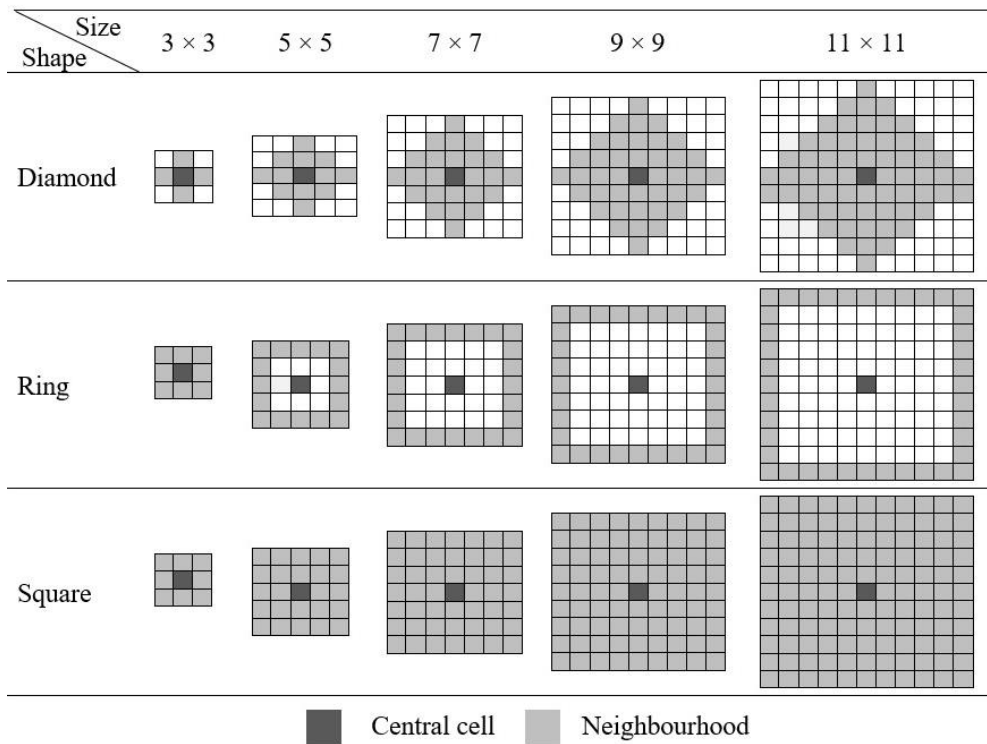 Size
Shape
3 × 3
5 × 5
7 × 7
9 × 9
11 × 11
Diamond
Ring
Square
Central cell
Neighbourhood